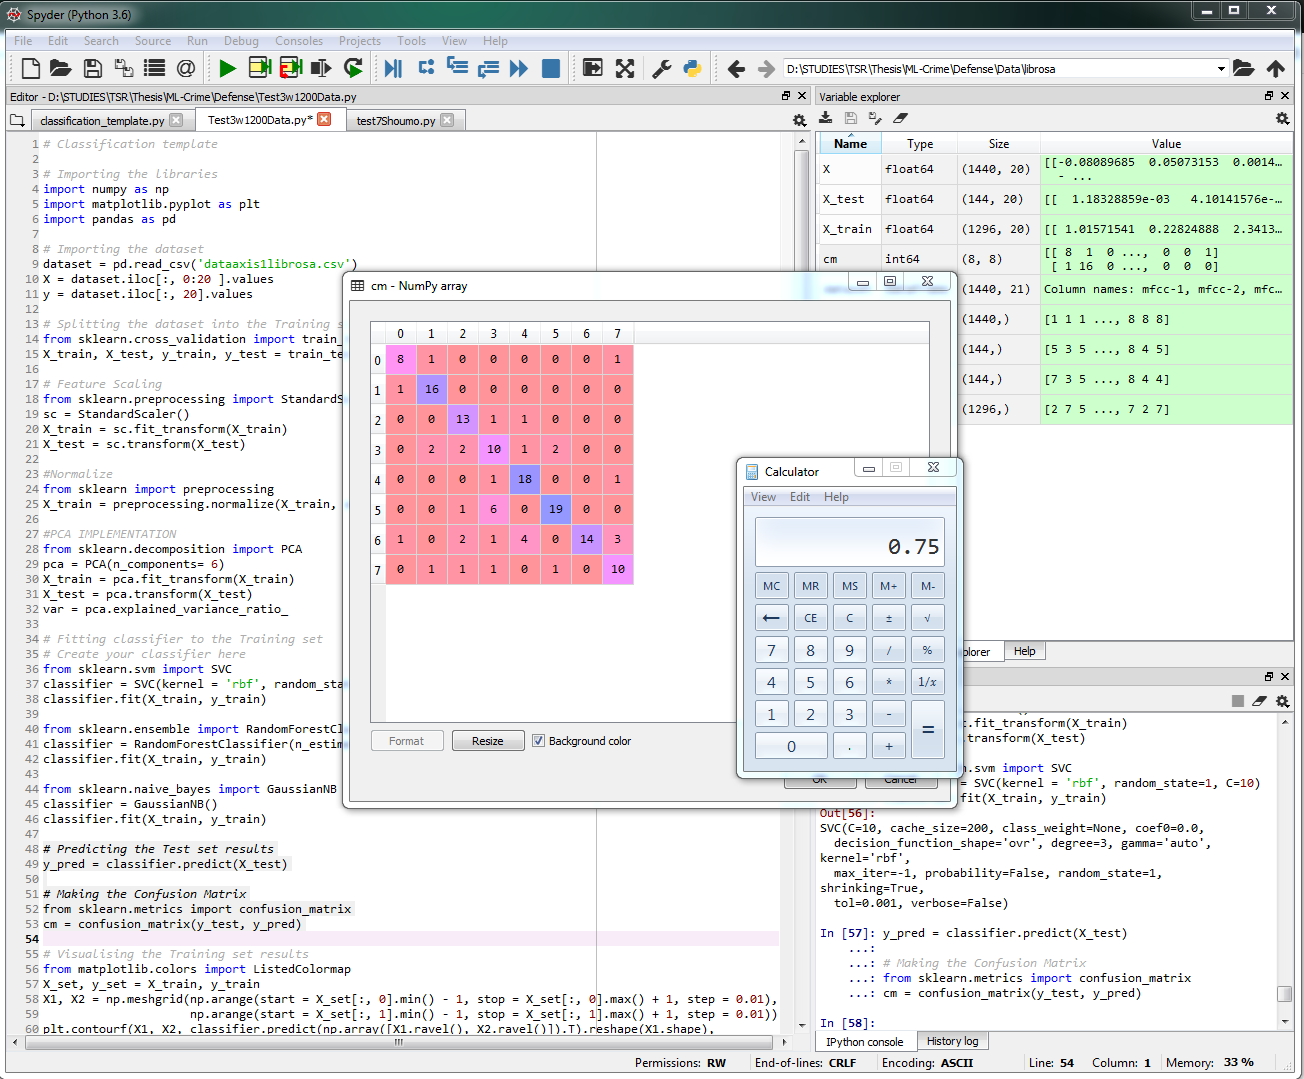 Spyder (Python 3.6)
File Edit Search Source Run Debug Consoles Projects Tools View Help
D:\STUDIES\TSR\Thesis\ML-Crime\Defense\Data\librosa
Editor - D:\STUDIES\TSR\Thesis\ML-Crime\Defense\Test3w1200Data.py
classification_template.py Test3w1200Data.py* test7Shoumo.py
1 # Classification template
2
3 # Importing the libraries
4 import numpy as np
5 import matplotlib.pyplot as plt
6 import pandas as pd
7
8 # Importing the dataset
9 dataset = pd.read_csv('dataaxis1librosa.csv')
10 X = dataset.iloc[:, 0:20 ].values
11 y = dataset.iloc[:, 20].values
12
13 # Splitting the dataset into the Training s
14 from sklearn.cross_validation import train_
15 X_train, X_test, y_train, y_test = train_te
16
17 # Feature Scaling
18 from sklearn.preprocessing import StandardS
19 sc = StandardScaler()
20 X_train = sc.fit_transform(X_train)
21 X_test = sc.transform(X_test)
22
23 #Normalize
24 from sklearn import preprocessing
25 X_train = preprocessing.normalize(X_train,
26
27 #PCA IMPLEMENTATION
28 from sklearn.decomposition import PCA
29 pca = PCA(n_components= 6)
30 X_train = pca.fit_transform(X_train)
31 X_test = pca.transform(X_test)
32 var = pca.explained_variance_ratio_
33
34 # Fitting classifier to the Training set
35 # Create your classifier here
36 from sklearn.svm import SVC
37 classifier = SVC(kernel = 'rbf', random_sta
38 classifier.fit(X_train, y_train)
39
40 from sklearn.ensemble import RandomForestCl
41 classifier = RandomForestClassifier(n_estim
42 classifier.fit(X_train, y_train)
43
44 from sklearn.naive_bayes import GaussianNB
45 classifier = GaussianNB()
46 classifier.fit(X_train, y_train)
47
48 # Predicting the Test set results
49 y_pred = classifier.predict(X_test)
50
51 # Making the Confusion Matrix
52 from sklearn.metrics import confusion_matrix
53 cm = confusion_matrix(y_test, y_pred)
54
55 # Visualising the Training set results
56 from matplotlib.colors import ListedColormap
57 X_set, y_set = X_train, y_train
58 X1, X2 = np.meshgrid(np.arange(start = X_set[:, 0].min() - 1, stop = X_set[:, 0].max() + 1, step = 0.01),
59 np.arange(start = X_set[:, 1].min() - 1, stop = X_set[:, 1].max() + 1, step = 0.01))
60 plt.contourf(X1, X2, classifier.predict(np.array([X1.ravel(), X2.ravel()]).T).reshape(X1.shape),
Variable explorer
Name Type Size Value
X float64 (1440, 20) [[-0.08089685 0.05073153 0.0014...
- ...
X_test float64 (144, 20) [[ 1.18328859e-03 4.10141576e-...
X_train float64 (1296, 20) [[ 1.01571541 0.22824888 2.3413...
cm int64 (8, 8) [[ 8 1 0 ..., 0 0 1]
[ 1 16 0 ..., 0 0 0]
(1440, 21) Column names: mfcc-1, mfcc-2, mfc...
(1440,) [1 1 1 ..., 8 8 8]
(144,) [5 3 5 ..., 8 4 5]
(144,) [7 3 5 ..., 8 4 4]
(1296,) [2 7 5 ..., 7 2 7]
cm - NumPy array
0 1 2 3 4 5 6 7
0 8 1 0 0 0 0 0 1
1 1 16 0 0 0 0 0 0
2 0 0 13 1 1 0 0 0
3 0 2 2 10 1 2 0 0
4 0 0 0 1 18 0 0 1
5 0 0 1 6 0 19 0 0
6 1 0 2 1 4 0 14 3
7 0 1 1 1 0 1 0 10
Format Resize Background color
OK Cancel
Calculator
View Edit Help
0.75
MC MR MS M+ M-
← CE C ± √
7 8 9 / %
4 5 6 * 1/x
1 2 3 - =
0 . +
plorer Help
t.fit_transform(X_train)
.transform(X_test)
n.svm import SVC
= SVC(kernel = 'rbf', random_state=1, C=10)
fit(X_train, y_train)
Out[56]:
SVC(C=10, cache_size=200, class_weight=None, coef0=0.0,
decision_function_shape='ovr', degree=3, gamma='auto',
kernel='rbf',
max_iter=-1, probability=False, random_state=1,
shrinking=True,
tol=0.001, verbose=False)
In [57]: y_pred = classifier.predict(X_test)
...:
...: # Making the Confusion Matrix
...: from sklearn.metrics import confusion_matrix
...: cm = confusion_matrix(y_test, y_pred)
In [58]:
IPython console History log
Permissions: RW End-of-lines: CRLF Encoding: ASCII Line: 54 Column: 1 Memory: 33 %